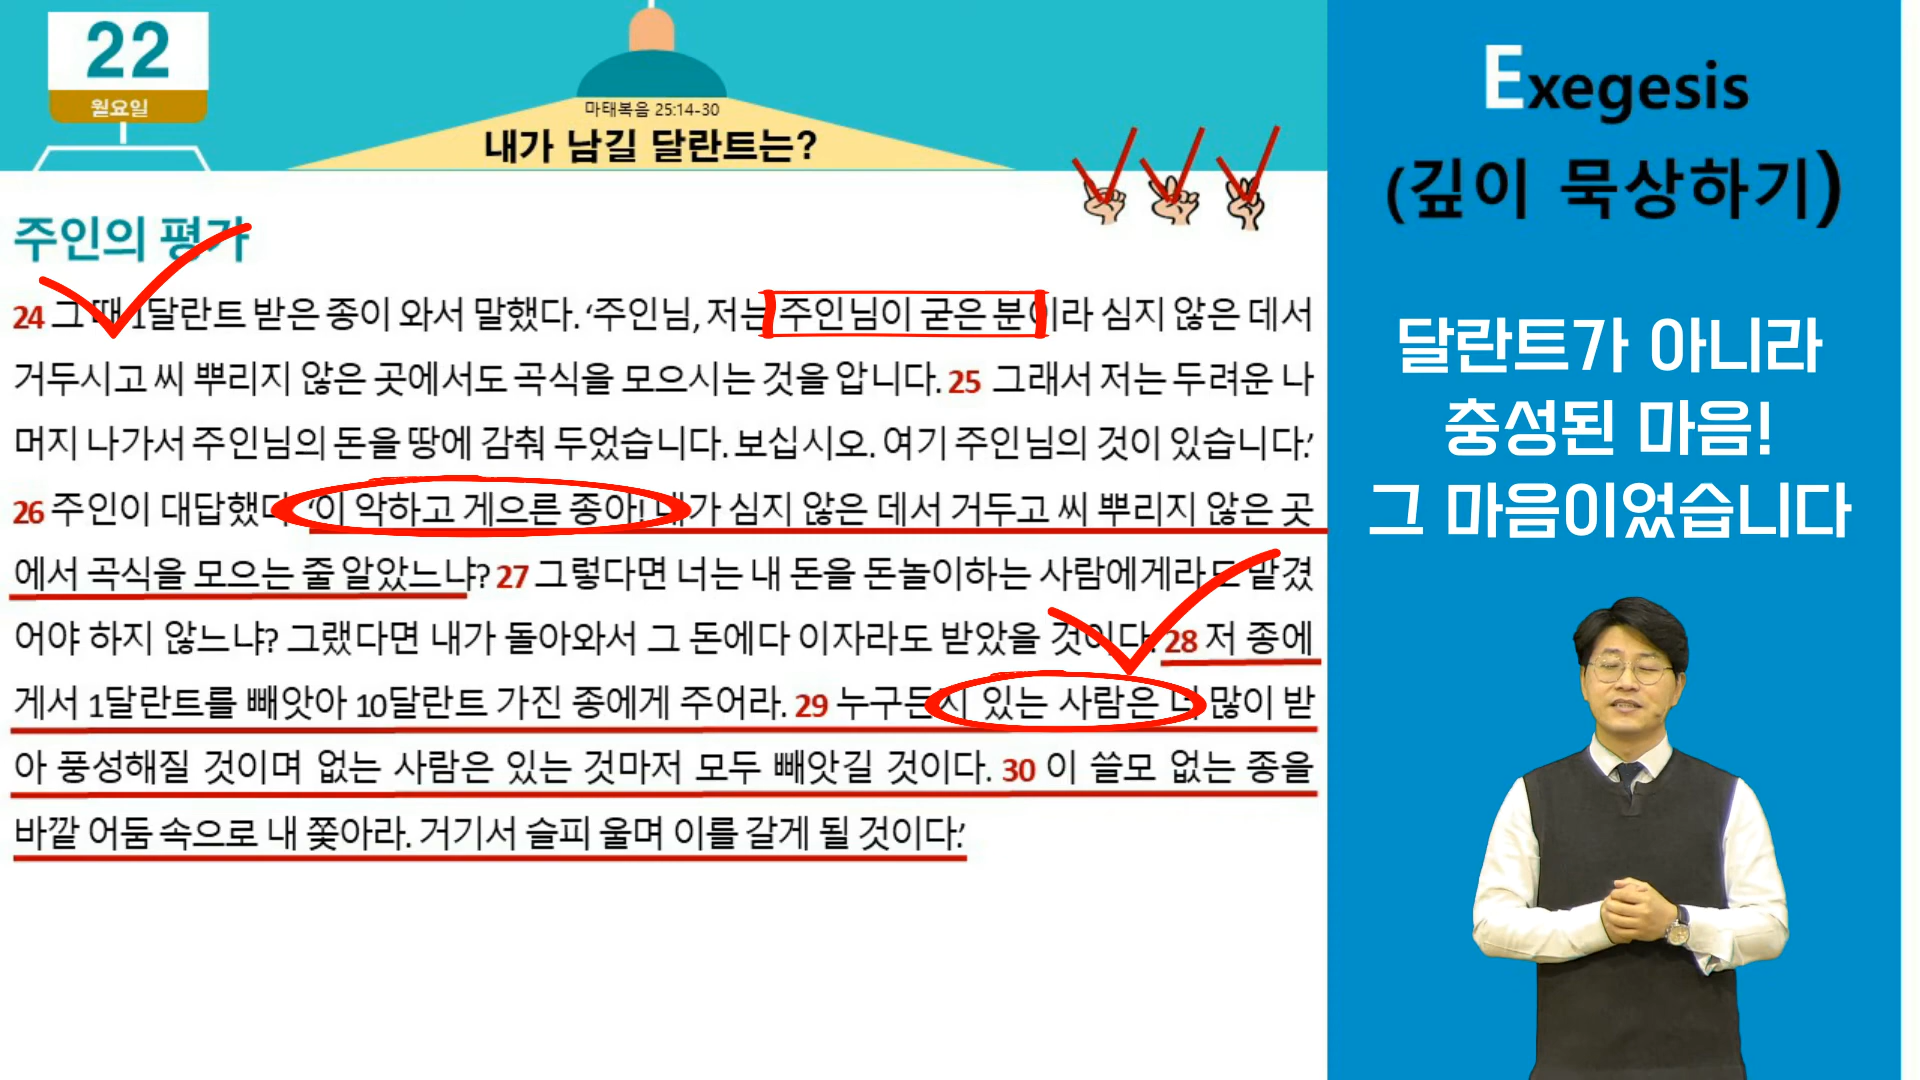 22
월요일
마태복음 25:14-30
내가 남길 달란트는?
주인의 평가
24 그 때 1달란트 받은 종이 와서 말했다. ‘주인님, 저는 주인님이 굳은 분이라 심지 않은 데서
거두시고 씨 뿌리지 않은 곳에서도 곡식을 모으시는 것을 압니다. 25 그래서 저는 두려운 나
머지 나가서 주인님의 돈을 땅에 감춰 두었습니다. 보십시오. 여기 주인님의 것이 있습니다.’
26 주인이 대답했다. ‘이 악하고 게으른 종아! 내가 심지 않은 데서 거두고 씨 뿌리지 않은 곳
에서 곡식을 모으는 줄 알았느냐? 27 그렇다면 너는 내 돈을 돈놀이하는 사람에게라도 맡겼
어야 하지 않느냐? 그랬다면 내가 돌아와서 그 돈에다 이자라도 받았을 것이다. 28 저 종에
게서 1달란트를 빼앗아 10달란트 가진 종에게 주어라. 29 누구든지 있는 사람은 더 많이 받
아 풍성해질 것이며 없는 사람은 있는 것마저 모두 빼앗길 것이다. 30 이 쓸모 없는 종을
바깥 어둠 속으로 내 쫓아라. 거기서 슬피 울며 이를 갈게 될 것이다.’
Exegesis
(깊이 묵상하기)
달란트가 아니라
충성된 마음!
그 마음이었습니다